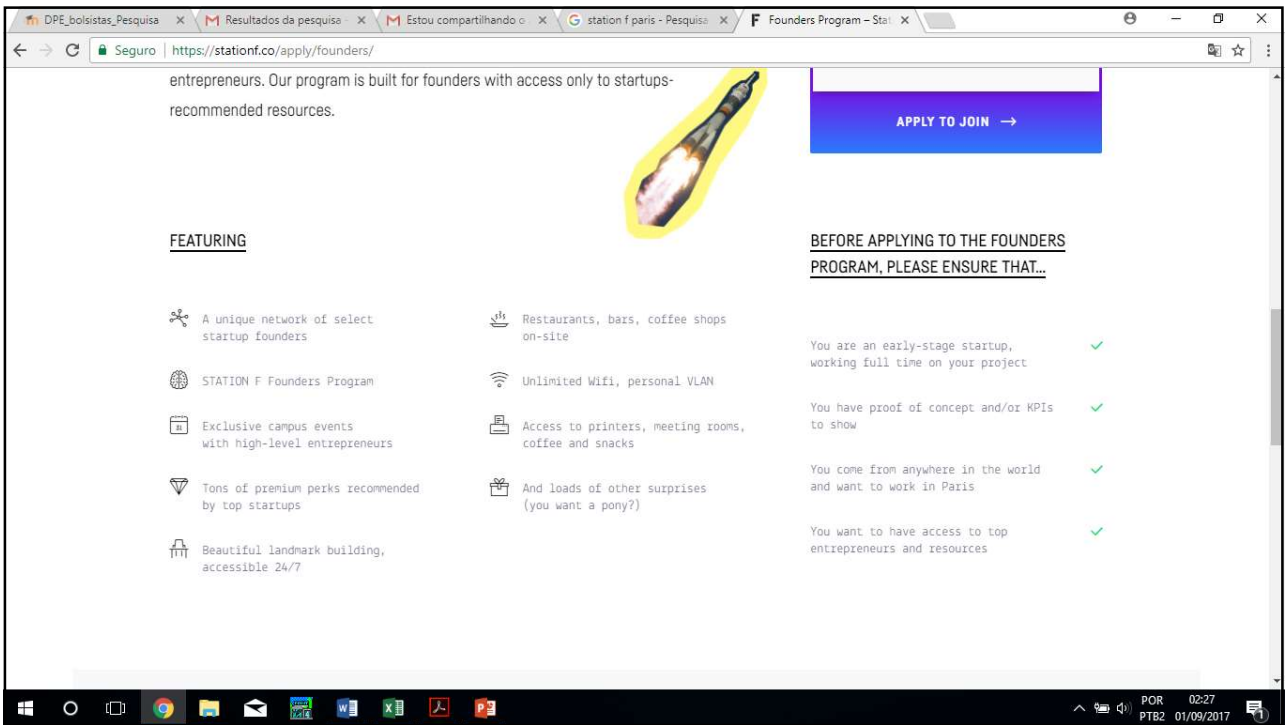 DPE_bolsistas_Pesquisa
Resultados da pesquisa -
Estou compartilhando o
station f paris - Pesquisa
Founders Program – Stat
Seguro https://stationf.co/apply/founders/
entrepreneurs. Our program is built for founders with access only to startups-
recommended resources.
APPLY TO JOIN →
FEATURING
A unique network of select
startup founders
STATION F Founders Program
Exclusive campus events
with high-level entrepreneurs
Tons of premium perks recommended
by top startups
Beautiful landmark building,
accessible 24/7
Restaurants, bars, coffee shops
on-site
Unlimited Wifi, personal VLAN
Access to printers, meeting rooms,
coffee and snacks
And loads of other surprises
(you want a pony?)
BEFORE APPLYING TO THE FOUNDERS
PROGRAM, PLEASE ENSURE THAT...
You are an early-stage startup,
working full time on your project
You have proof of concept and/or KPIs
to show
You come from anywhere in the world
and want to work in Paris
You want to have access to top
entrepreneurs and resources
POR
PTB2
02:27
01/09/2017